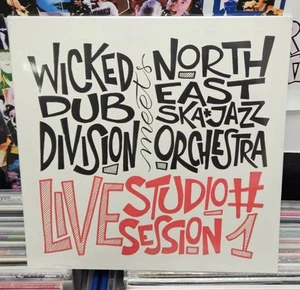 WICKED DUB DIVISION
meets
NORTH EAST SKA*JAZZ ORCHESTRA
LIVE STUDIO# SESSION 1